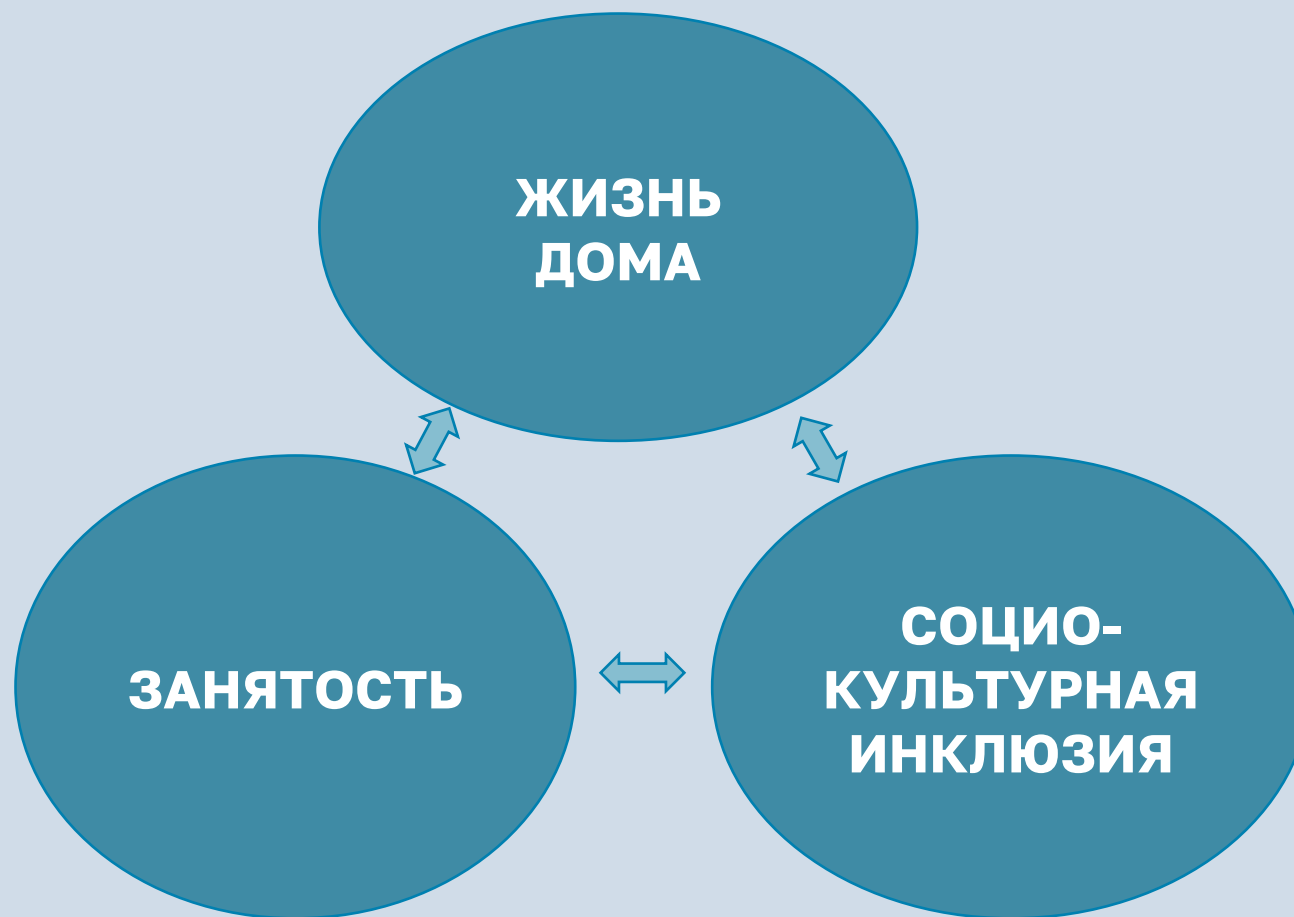 ЖИЗНЬ
ДОМА
ЗАНЯТОСТЬ
СОЦИО-
КУЛЬТУРНАЯ
ИНКЛЮЗИЯ